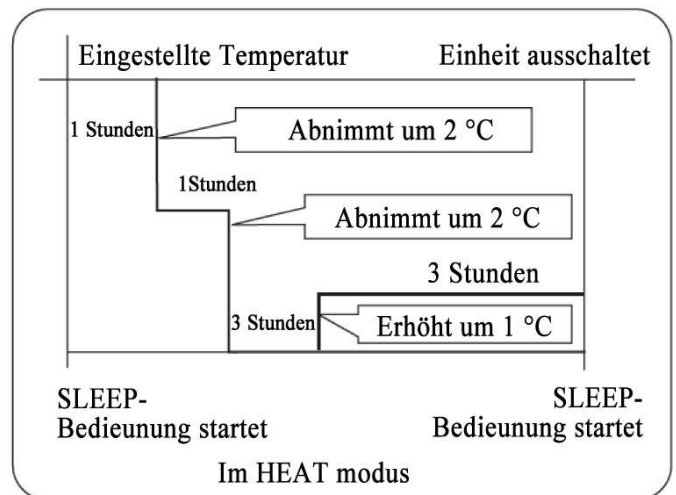 Eingestellte Temperatur
Einheit ausschaltet
1 Stunden
Abnimmt um 2 °C
1Stunden
Abnimmt um 2 °C
3 Stunden
3 Stunden
Erhöht um 1 °C
SLEEP-
Bedieunung startet
SLEEP-
Bedieunung startet
Im HEAT modus